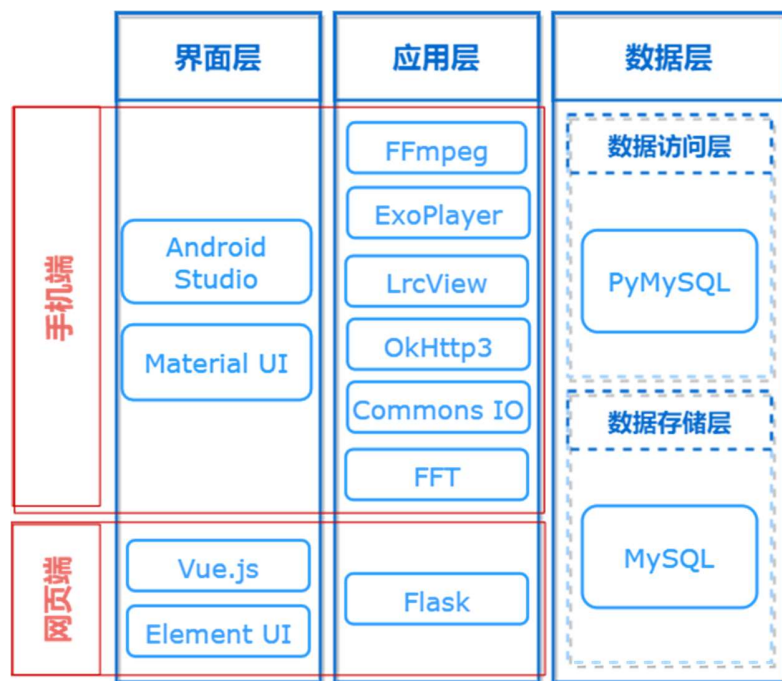 界面层
应用层
数据层
手机端
Android
Studio
Material UI
FFmpeg
ExoPlayer
LrcView
OkHttp3
Commons IO
FFT
数据访问层
PyMySQL
数据存储层
MySQL
网页端
Vue.js
Element UI
Flask